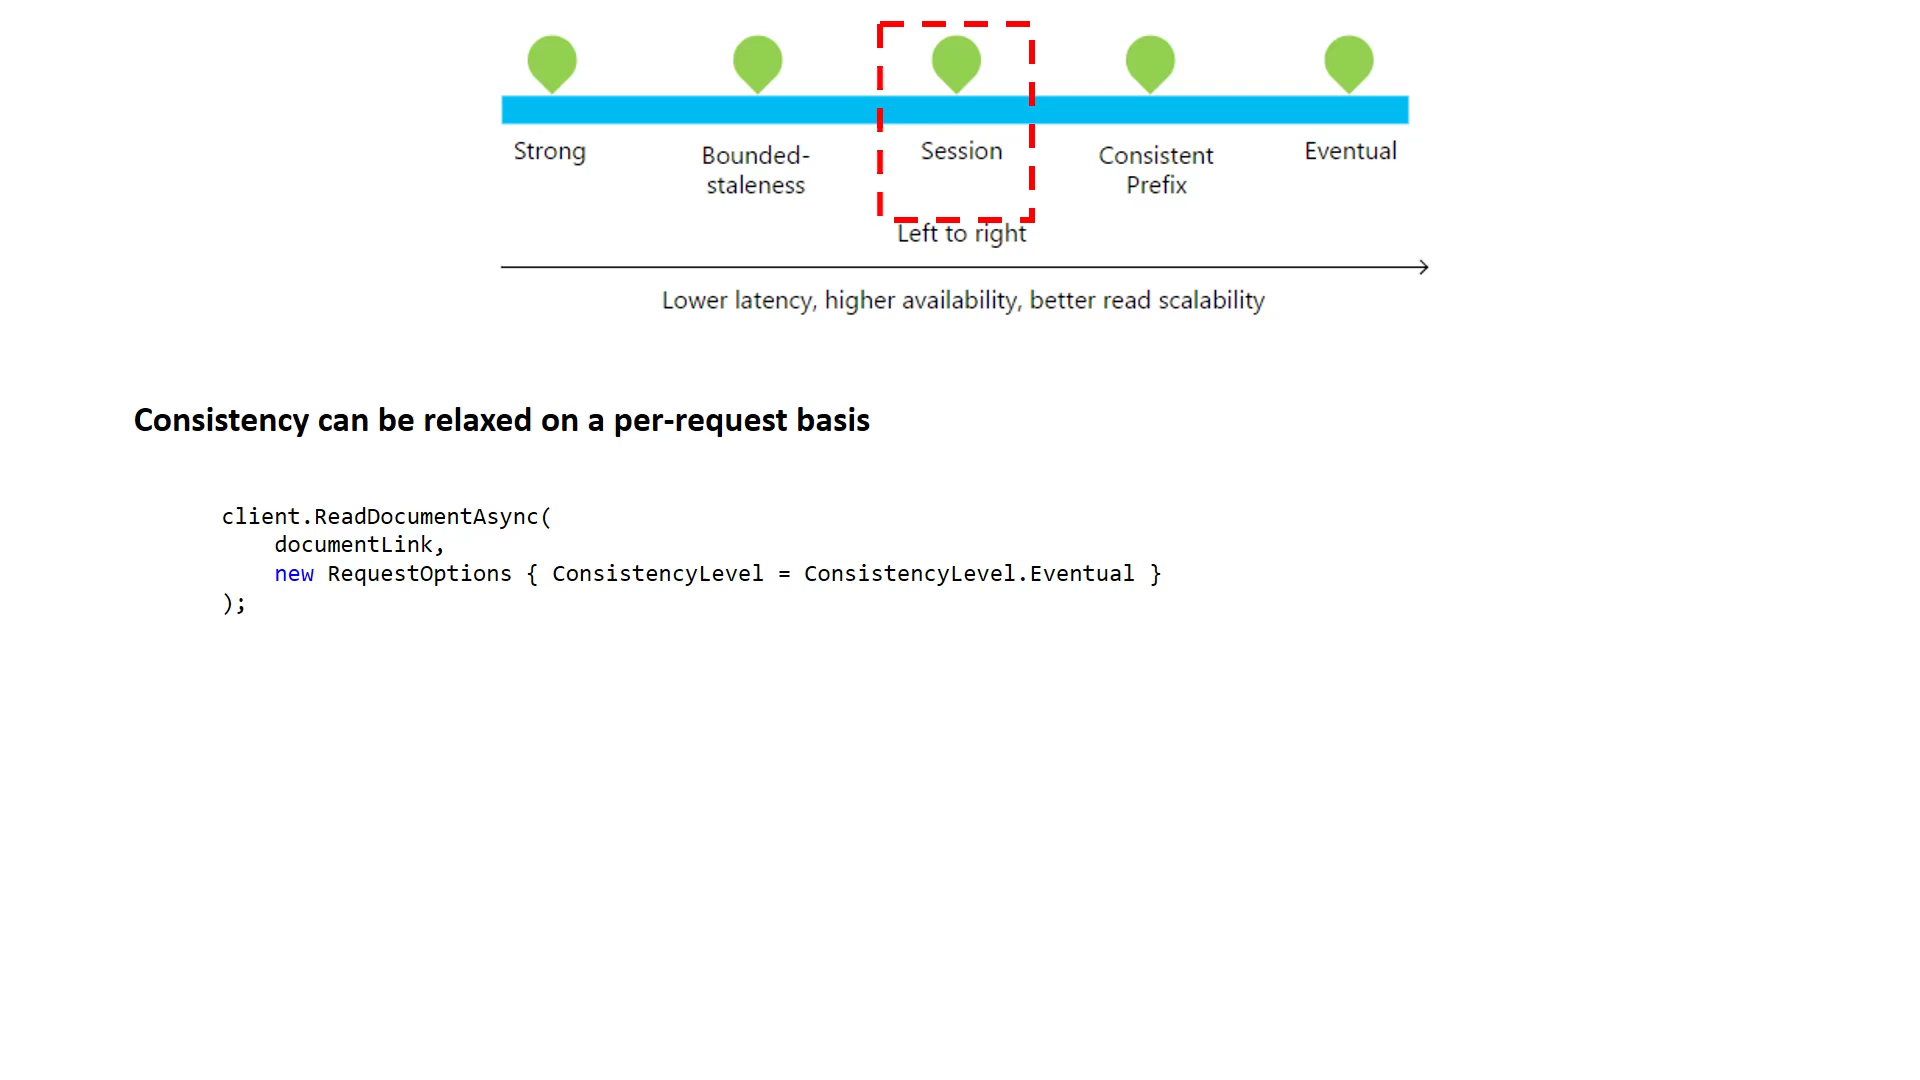 Strong
Bounded-
staleness
Session
Consistent
Prefix
Eventual
Left to right
Lower latency, higher availability, better read scalability
Consistency can be relaxed on a per-request basis
client.ReadDocumentAsync(
    documentLink,
    new RequestOptions { ConsistencyLevel = ConsistencyLevel.Eventual }
);